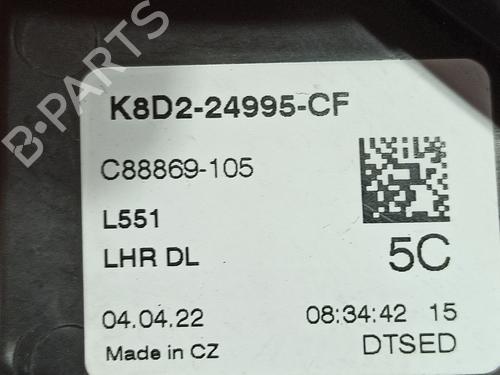 B-PARTS
K8D2-24995-CF
C88869-105
L551
LHR DL
5C
04.04.22 08:34:42 15
Made in CZ DTSED